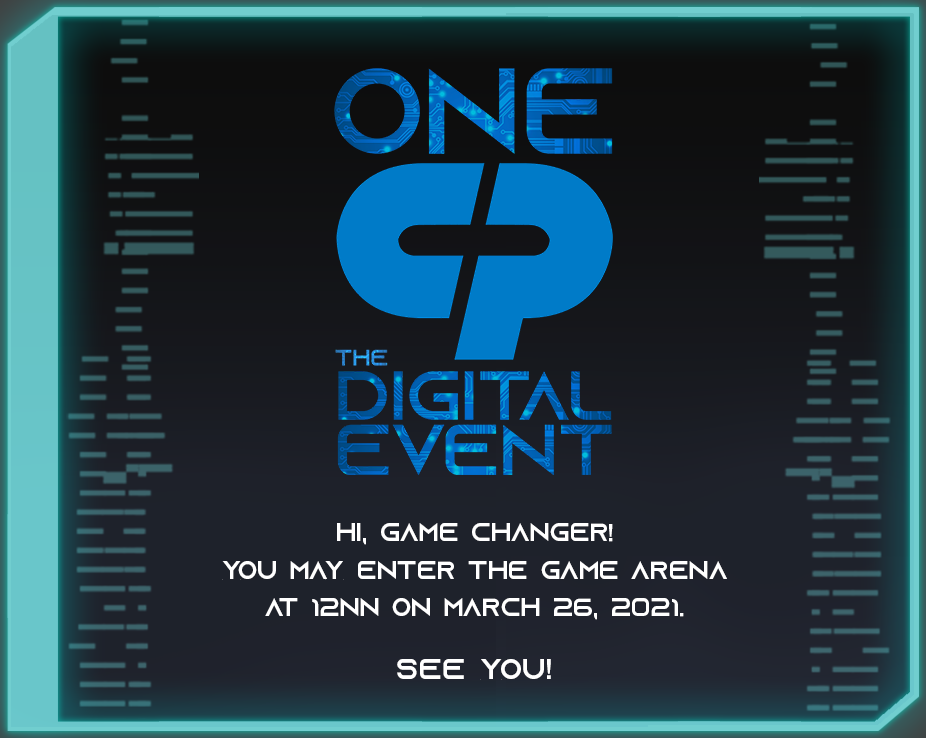 ONE
CP
THE
DIGITAL
EVENT
HI, GAME CHANGER!
YOU MAY ENTER THE GAME ARENA
AT 12NN ON MARCH 26, 2021.
SEE YOU!